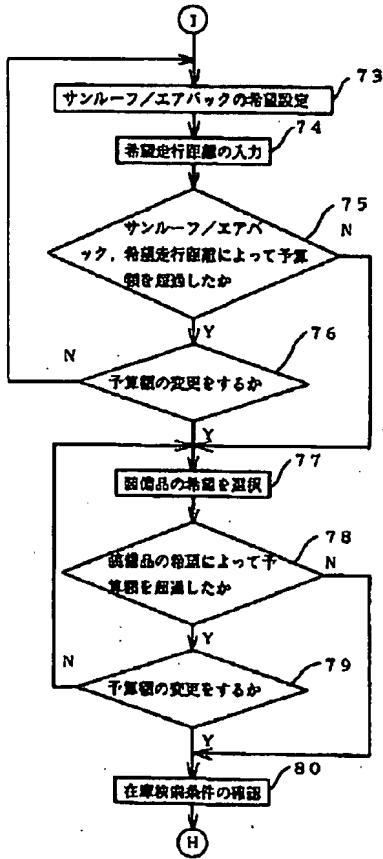 J
73
サンルーフ/エアバックの希望設定
74
希望走行距離の入力
75
サンルーフ/エアバ
ック，希望走行距離によって予算
額を超過したか
N
Y
76
予算額の変更をするか
N
Y
77
装備品の希望を選択
78
装備品の希望によって予
算額を超過したか
N
Y
79
予算額の変更をするか
N
Y
80
在庫検索条件の確認
H